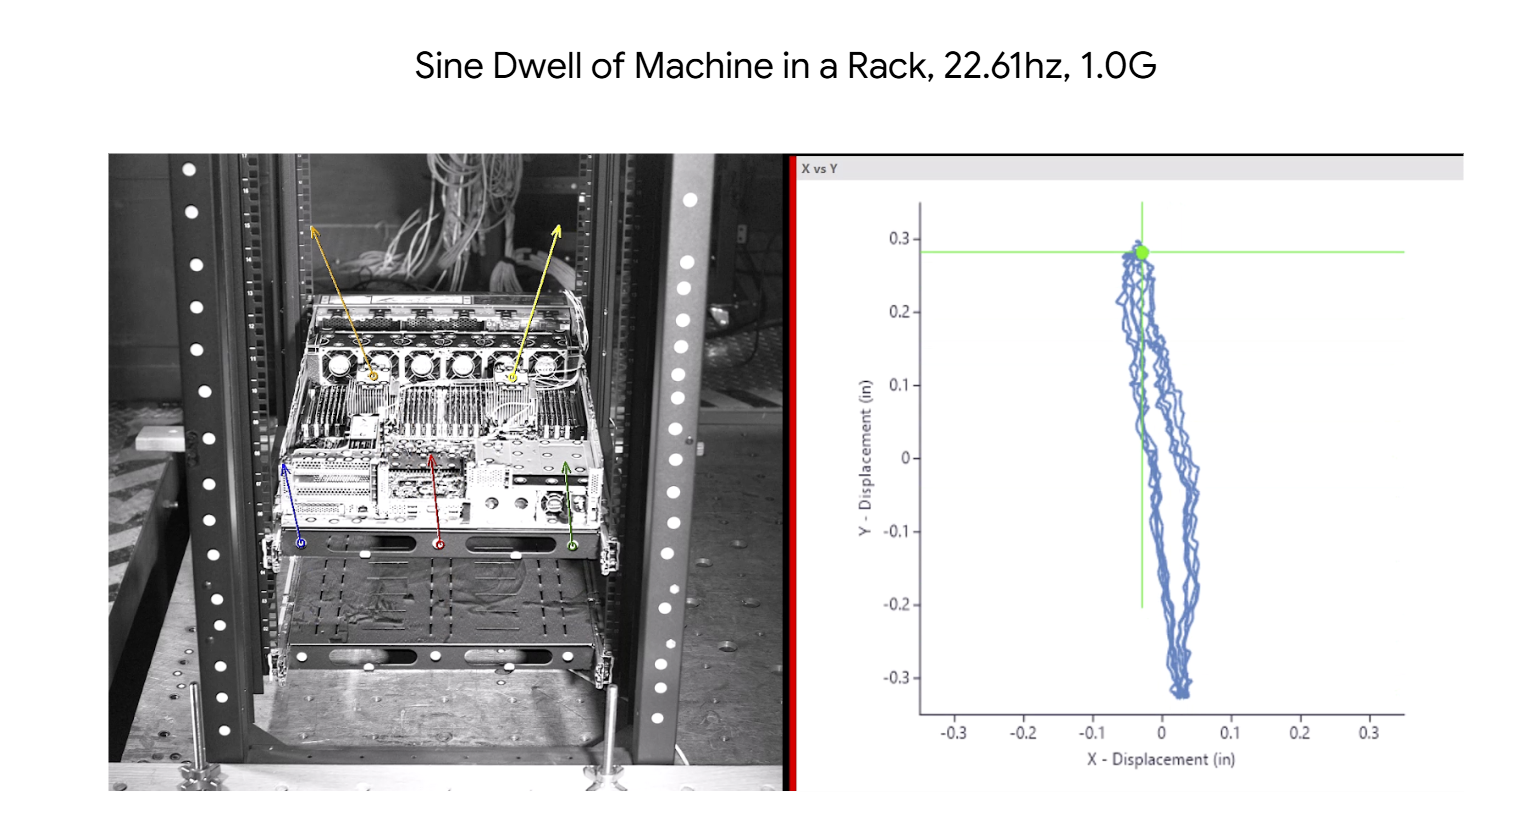 Sine Dwell of Machine in a Rack, 22.61hz, 1.0G
X vs Y
0.3
0.2
0.1
0
-0.1
-0.2
-0.3
Y - Displacement (in)
-0.3 -0.2 -0.1 0 0.1 0.2 0.3
X - Displacement (in)